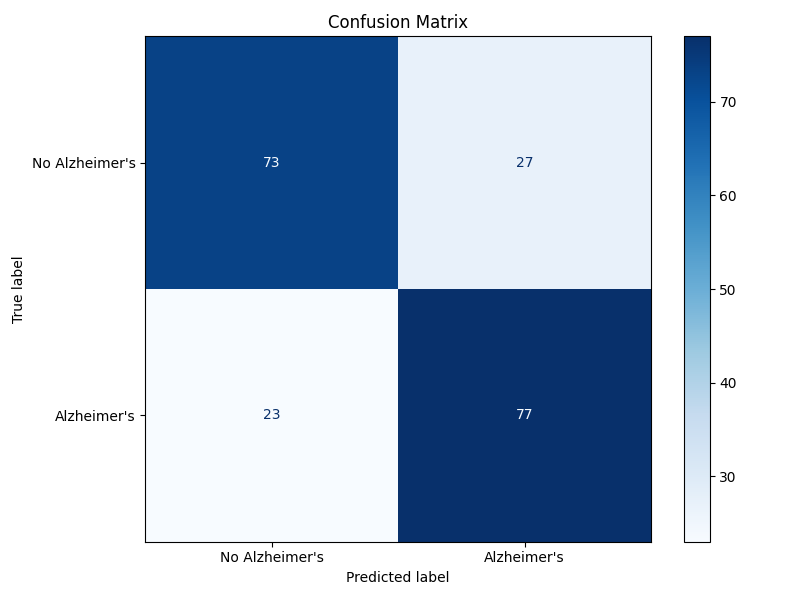 Confusion Matrix
True label
No Alzheimer's
73
27
Alzheimer's
23
77
No Alzheimer's
Alzheimer's
Predicted label
70
60
50
40
30